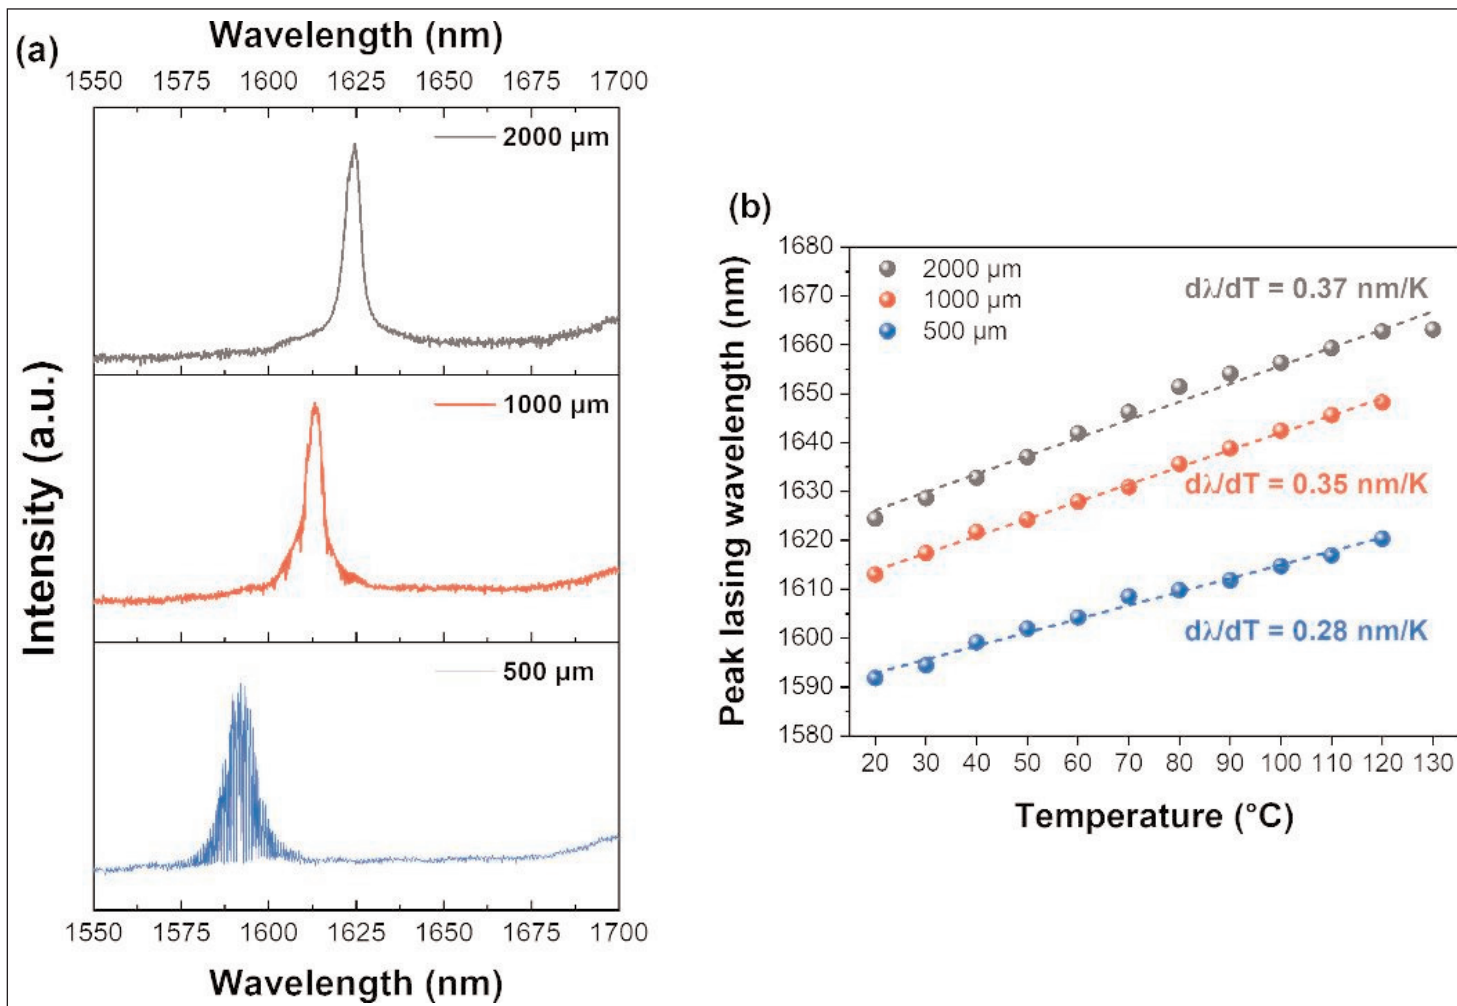 (a)
Wavelength (nm)
1550 1575 1600 1625 1650 1675 1700
2000 µm
1000 µm
500 µm
Intensity (a.u.)
1550 1575 1600 1625 1650 1675 1700
Wavelength (nm)
(b)
1680
1670
1660
1650
1640
1630
1620
1610
1600
1590
1580
Peak lasing wavelength (nm)
2000 µm
1000 µm
500 µm
dλ/dT = 0.37 nm/K
dλ/dT = 0.35 nm/K
dλ/dT = 0.28 nm/K
20 30 40 50 60 70 80 90 100 110 120 130
Temperature (°C)